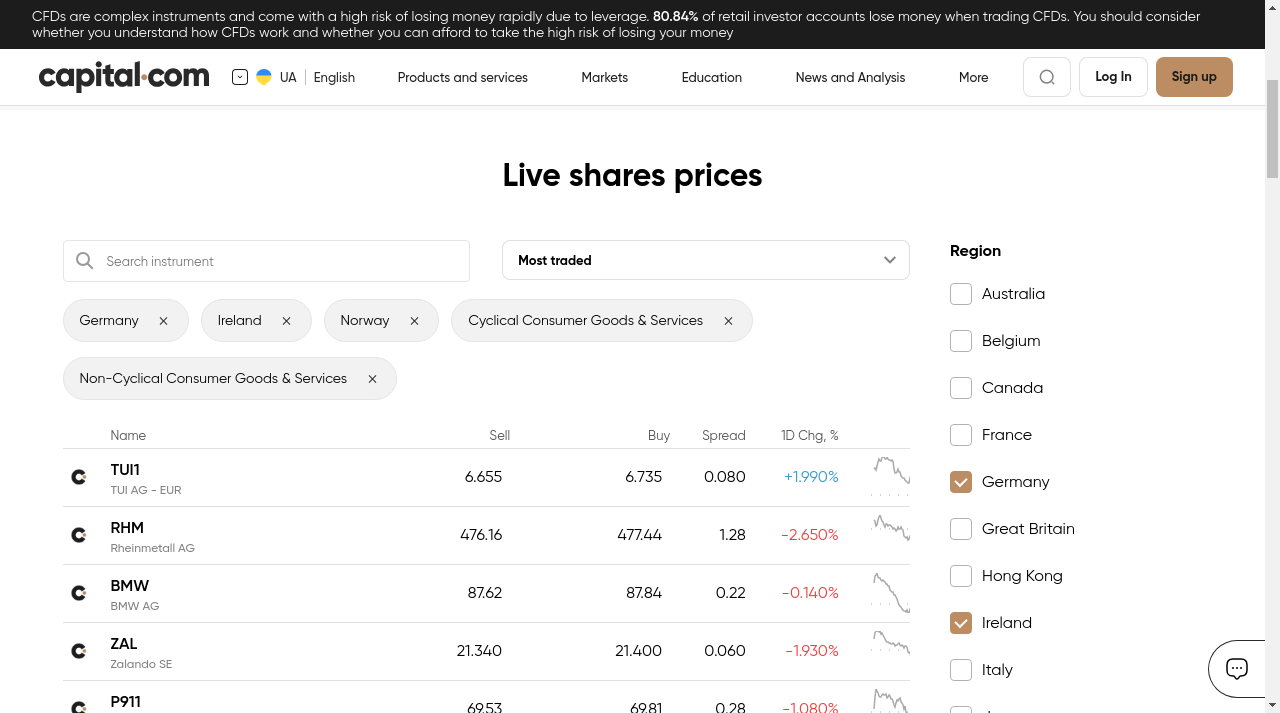 CFDs are complex instruments and come with a high risk of losing money rapidly due to leverage. 80.84% of retail investor accounts lose money when trading CFDs. You should consider
whether you understand how CFDs work and whether you can afford to take the high risk of losing your money
capital.com
UA
English
Products and services
Markets
Education
News and Analysis
More
Log In
Sign up
Live shares prices
Search instrument
Most traded
Germany
Ireland
Norway
Cyclical Consumer Goods & Services
Non-Cyclical Consumer Goods & Services
Name Sell Buy Spread 1D Chg, %
TUI1
TUI AG - EUR
6.655 6.735 0.080 +1.990%
RHM
Rheinmetall AG
476.16 477.44 1.28 -2.650%
BMW
BMW AG
87.62 87.84 0.22 -0.140%
ZAL
Zalando SE
21.340 21.400 0.060 -1.930%
P911
69.53 69.81 0.28 -1.080%
Region
Australia
Belgium
Canada
France
Germany
Great Britain
Hong Kong
Ireland
Italy